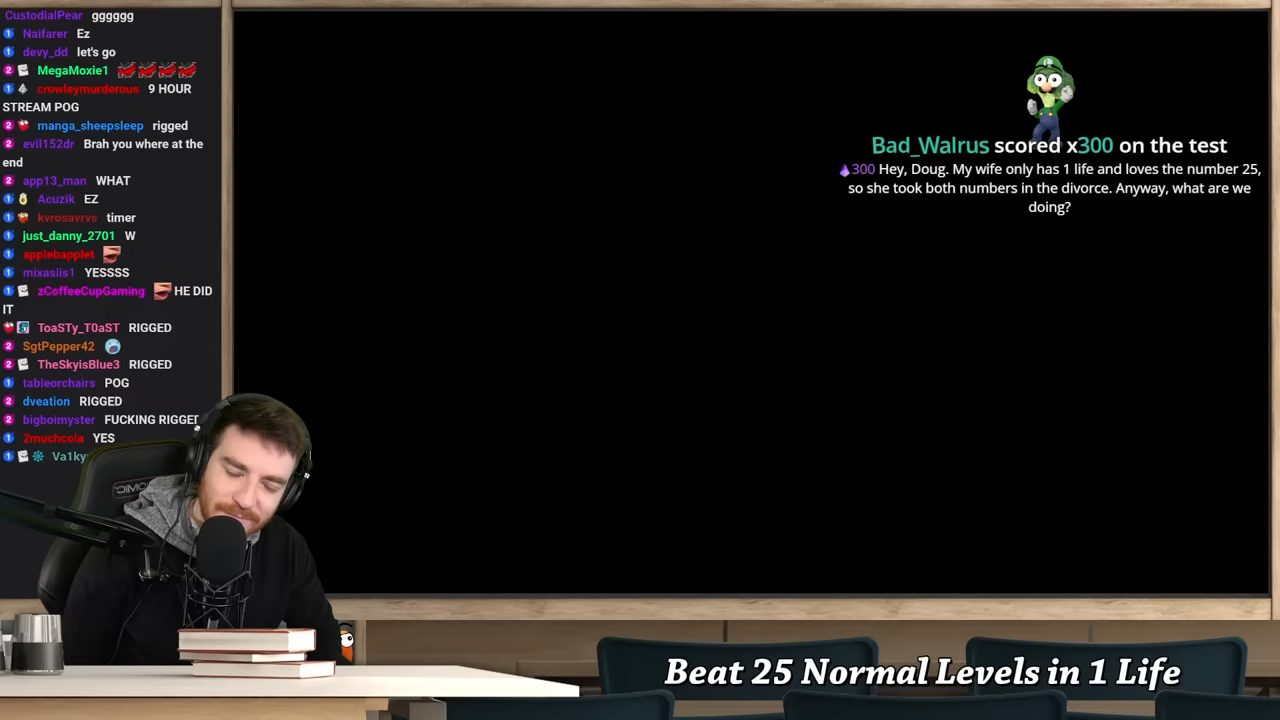 CustodialPear gggggg
Naifarer Ez
devy_dd let's go
MegaMoxie1
crowleymurderous 9 HOUR
STREAM POG
manga_sheepsleep rigged
evil152dr Brah you where at the
end
app13_man WHAT
Acuzik EZ
kvrosavrvs timer
just_danny_2701 W
applebapplet
mixaslis1 YESSSS
zCoffeeCupGaming HE DID
IT
ToaSTy_T0aST RIGGED
SgtPepper42
TheSkyisBlue3 RIGGED
tableorchairs POG
dveation RIGGED
bigboimyster FUCKING RIGGED
2muchcola YES
Bad_Walrus scored x300 on the test
300 Hey, Doug. My wife only has 1 life and loves the number 25,
so she took both numbers in the divorce. Anyway, what are we
doing?
Beat 25 Normal Levels in 1 Life